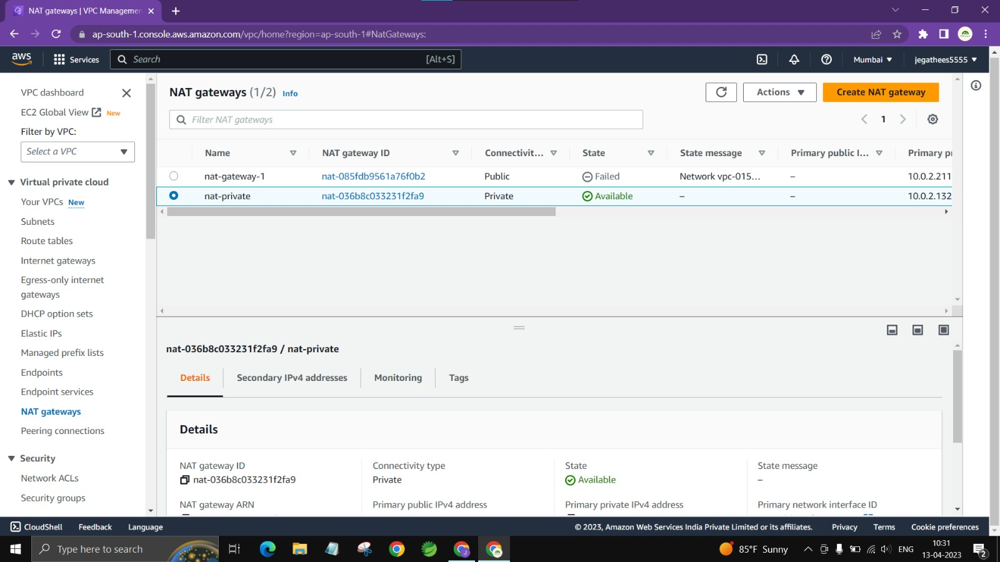 NAT gateways | VPC Managemen
ap-south-1.console.aws.amazon.com/vpc/home?region=ap-south-1#NatGateways:
aws
Services
Search
[Alt+S]
Mumbai
jegathees5555
VPC dashboard
EC2 Global View New
Filter by VPC:
Select a VPC
Virtual private cloud
Your VPCs New
Subnets
Route tables
Internet gateways
Egress-only internet
gateways
DHCP option sets
Elastic IPs
Managed prefix lists
Endpoints
Endpoint services
NAT gateways
Peering connections
Security
Network ACLs
Security groups
NAT gateways (1/2) Info
Actions
Create NAT gateway
Filter NAT gateways
1
Name NAT gateway ID Connectivit... State State message Primary public I... Primary pr
nat-gateway-1 nat-085fdb9561a76f0b2 Public Failed Network vpc-015... – 10.0.2.211
nat-private nat-036b8c033231f2fa9 Private Available – – 10.0.2.132
nat-036b8c033231f2fa9 / nat-private
Details Secondary IPv4 addresses Monitoring Tags
Details
NAT gateway ID Connectivity type State State message
nat-036b8c033231f2fa9 Private Available –
NAT gateway ARN Primary public IPv4 address Primary private IPv4 address Primary network interface ID
CloudShell Feedback Language © 2023, Amazon Web Services India Private Limited or its affiliates. Privacy Terms Cookie preferences
Type here to search
85°F Sunny
ENG
10:31
13-04-2023
2